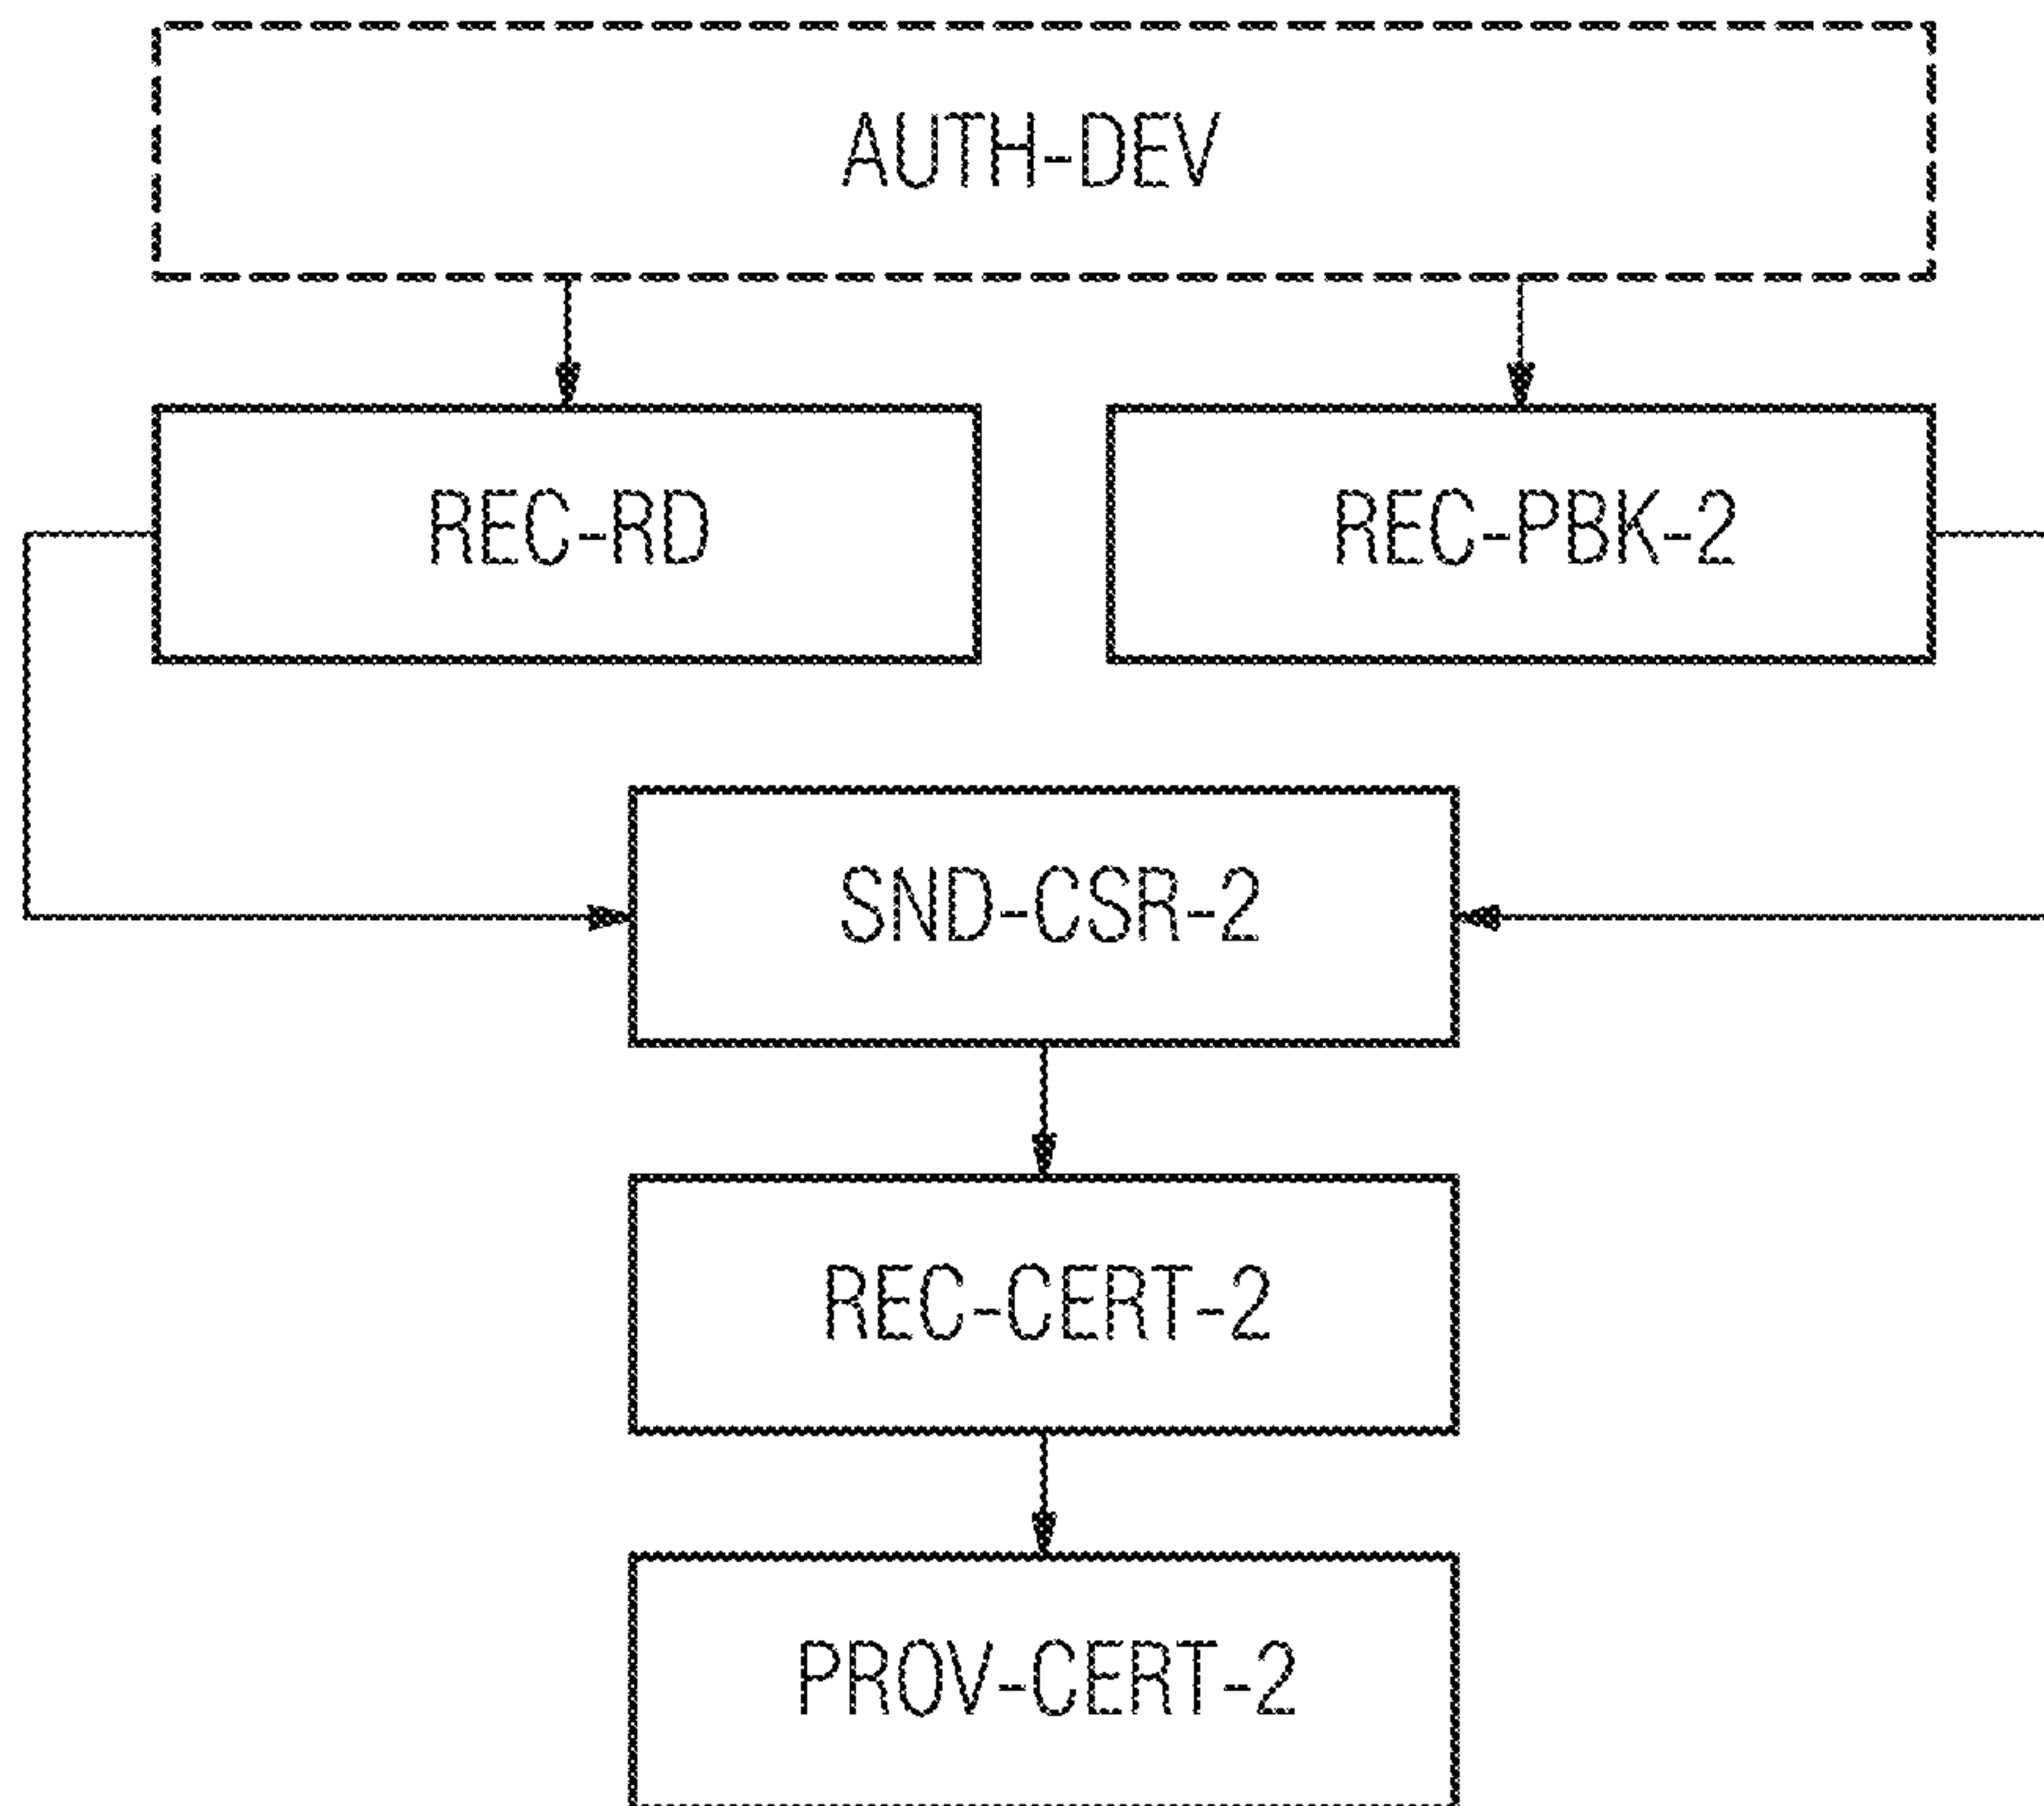 AUTH-DEV
REC-RD
REC-PBK-2
SND-CSR-2
REC-CERT-2
PROV-CERT-2